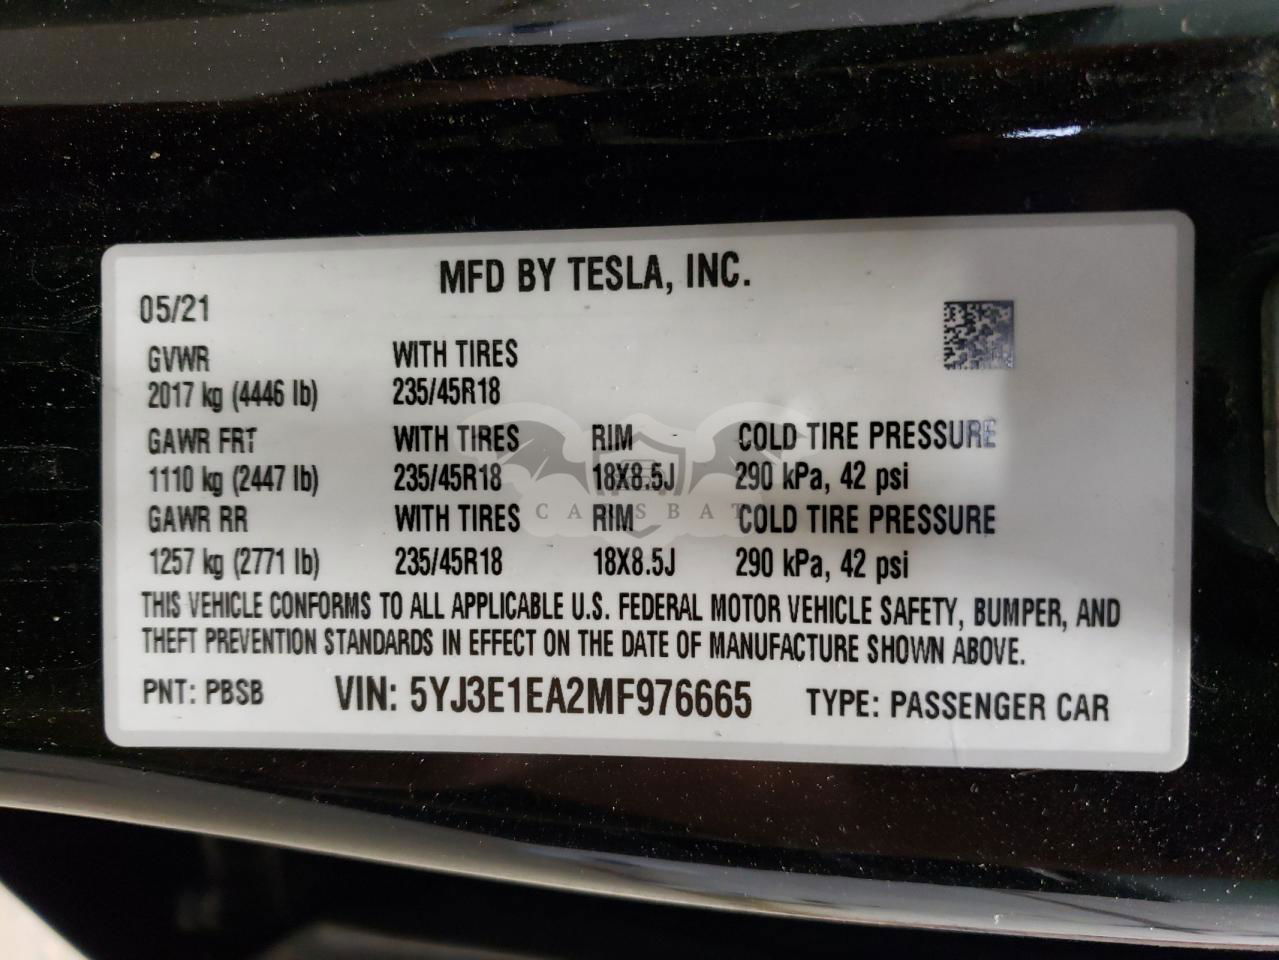 MFD BY TESLA, INC.
05/21
GVWR WITH TIRES
2017 kg (4446 lb) 235/45R18
GAWR FRT WITH TIRES RIM COLD TIRE PRESSURE
1110 kg (2447 lb) 235/45R18 18X8.5J 290 kPa, 42 psi
GAWR RR WITH TIRES RIM COLD TIRE PRESSURE
1257 kg (2771 lb) 235/45R18 18X8.5J 290 kPa, 42 psi
THIS VEHICLE CONFORMS TO ALL APPLICABLE U.S. FEDERAL MOTOR VEHICLE SAFETY, BUMPER, AND
THEFT PREVENTION STANDARDS IN EFFECT ON THE DATE OF MANUFACTURE SHOWN ABOVE.
PNT: PBSB VIN: 5YJ3E1EA2MF976665 TYPE: PASSENGER CAR